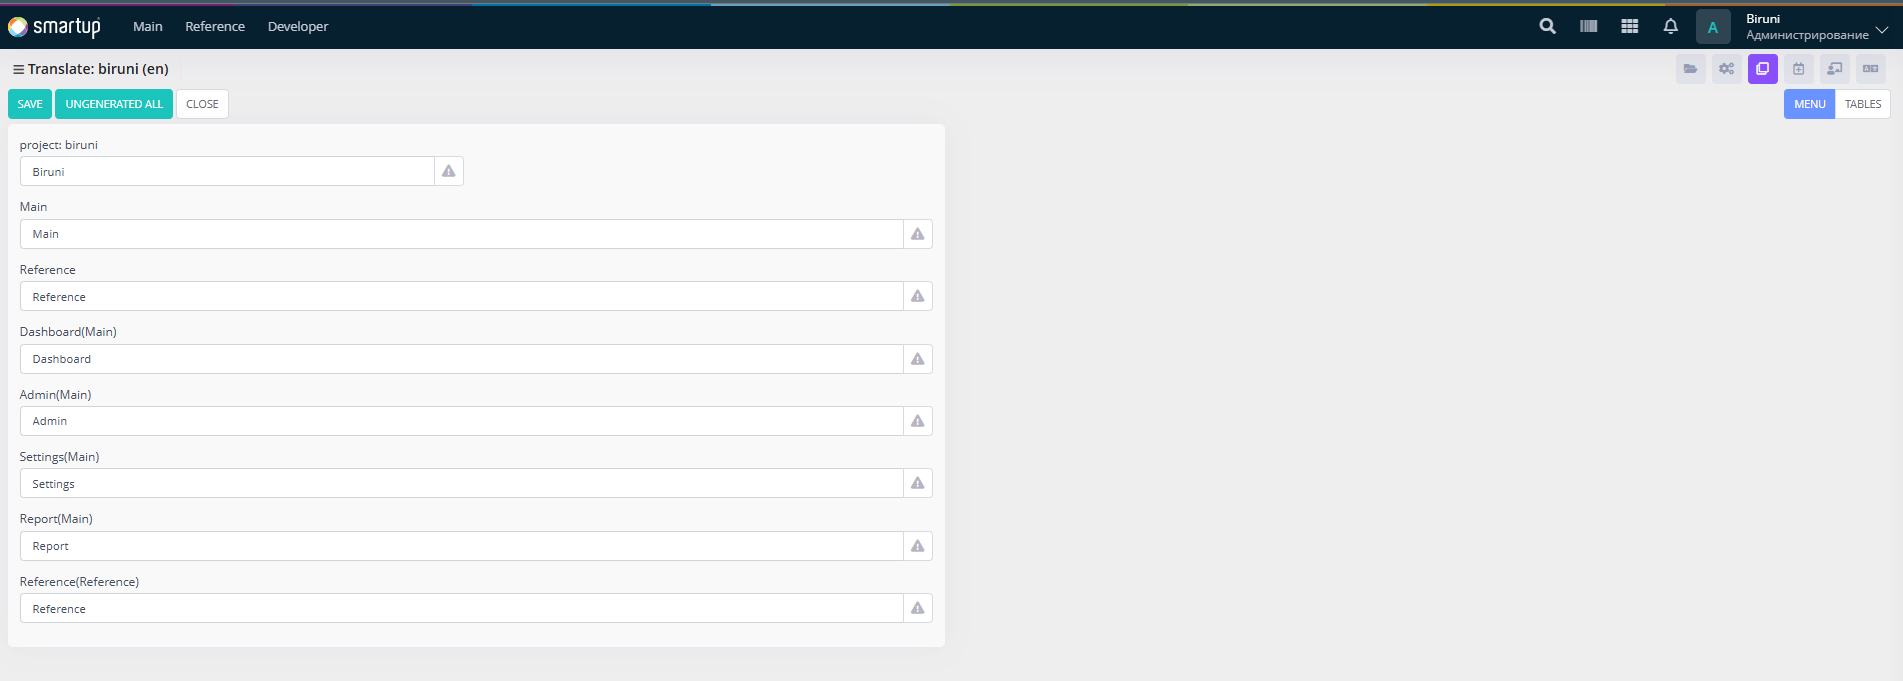 smartup Main Reference Developer
A Biruni
Администрирование
Translate: biruni (en)
SAVE UNGENERATED ALL CLOSE MENU TABLES
project: biruni
Biruni
Main
Main
Reference
Reference
Dashboard(Main)
Dashboard
Admin(Main)
Admin
Settings(Main)
Settings
Report(Main)
Report
Reference(Reference)
Reference